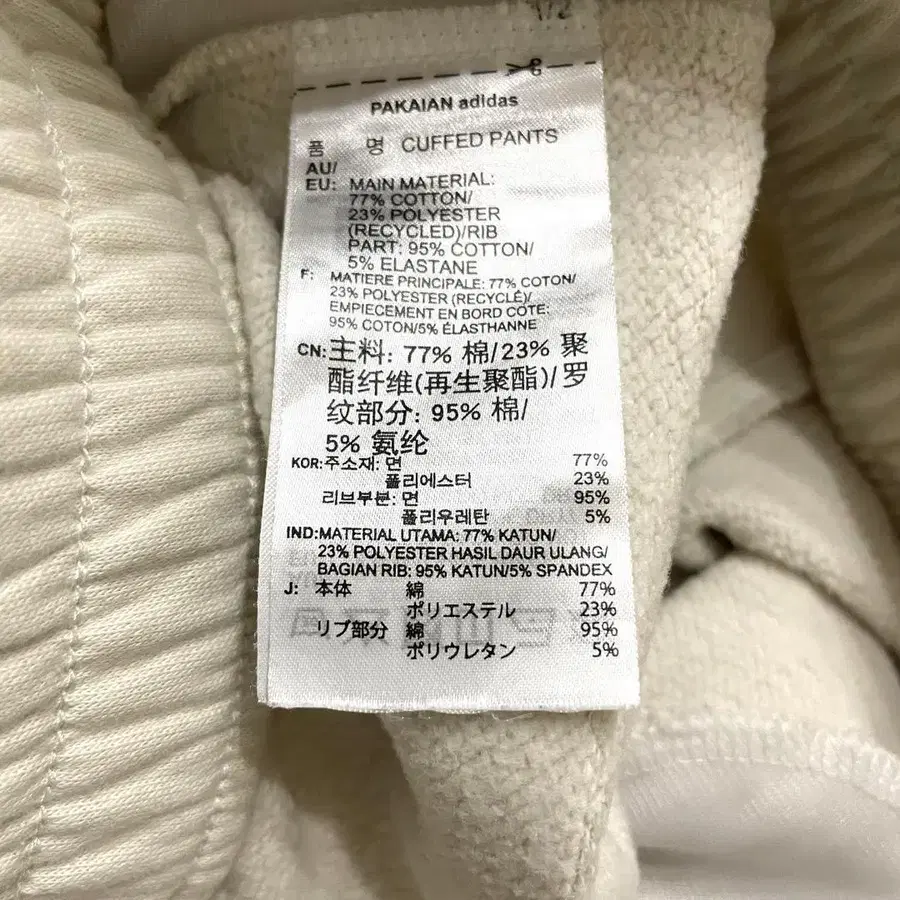 1/2
PAKAIAN adidas
품 명 CUFFED PANTS
AU/
EU: MAIN MATERIAL:
77% COTTON/
23% POLYESTER
(RECYCLED)/RIB
PART: 95% COTTON/
5% ELASTANE
F: MATIERE PRINCIPALE: 77% COTON/
23% POLYESTER (RECYCLÉ)/
EMPIECEMENT EN BORD COTE:
95% COTON/5% ÉLASTHANNE
CN: 主料: 77% 棉/23% 聚
酯纤维(再生聚酯)/罗
纹部分: 95% 棉/
5% 氨纶
KOR: 주소재: 면 77%
폴리에스터 23%
리브부분: 면 95%
폴리우레탄 5%
IND: MATERIAL UTAMA: 77% KATUN/
23% POLYESTER HASIL DAUR ULANG/
BAGIAN RIB: 95% KATUN/5% SPANDEX
J: 本体 綿 77%
ポリエステル 23%
リブ部分 綿 95%
ポリウレタン 5%